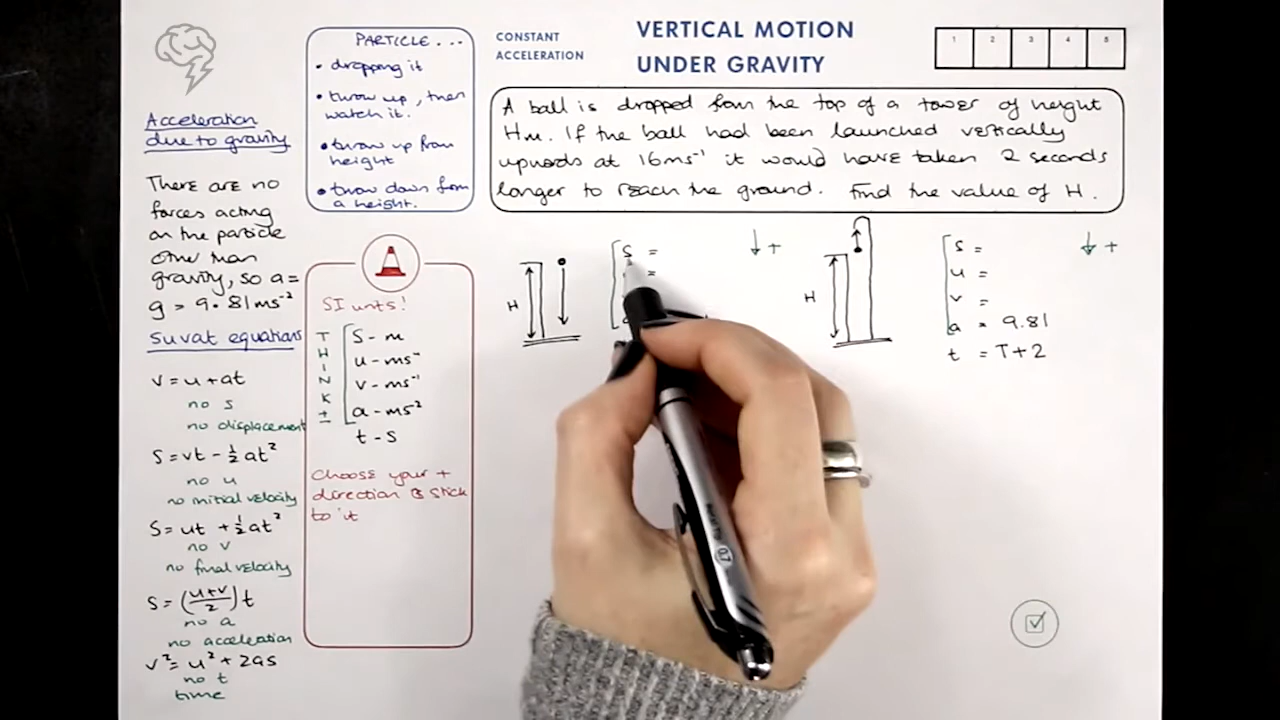 CONSTANT
ACCELERATION
VERTICAL MOTION
UNDER GRAVITY
1 2 3 4 5
Acceleration
due to gravity
There are no
forces acting
on the particle
other than
gravity, so a =
g > 9.81ms⁻²
Suvat equations
v = u + at
no s
no displacement
s = vt - ½at²
no u
no initial velocity
s = ut + ½at²
no v
no final velocity
s = (u+v/2)t
no a
no acceleration
v² = u² + 2as
no t
time
PARTICLE...
• dropping it
• throw up, then
watch it.
• throw up from
height
• throw down from
a height.
SI units!
THINK ±
S - m
u - ms⁻
v - ms⁻¹
a - ms²
t - s
Choose your +
direction & stick
to it
A ball is dropped from the top of a tower of height
Hm. If the ball had been launched vertically
upwards at 16ms⁻¹ it would have taken 2 seconds
longer to reach the ground. Find the value of H.
H
s =
=
↓ +
H
s =
u =
v =
a = 9.81
t = T+2
↓ +
0.7